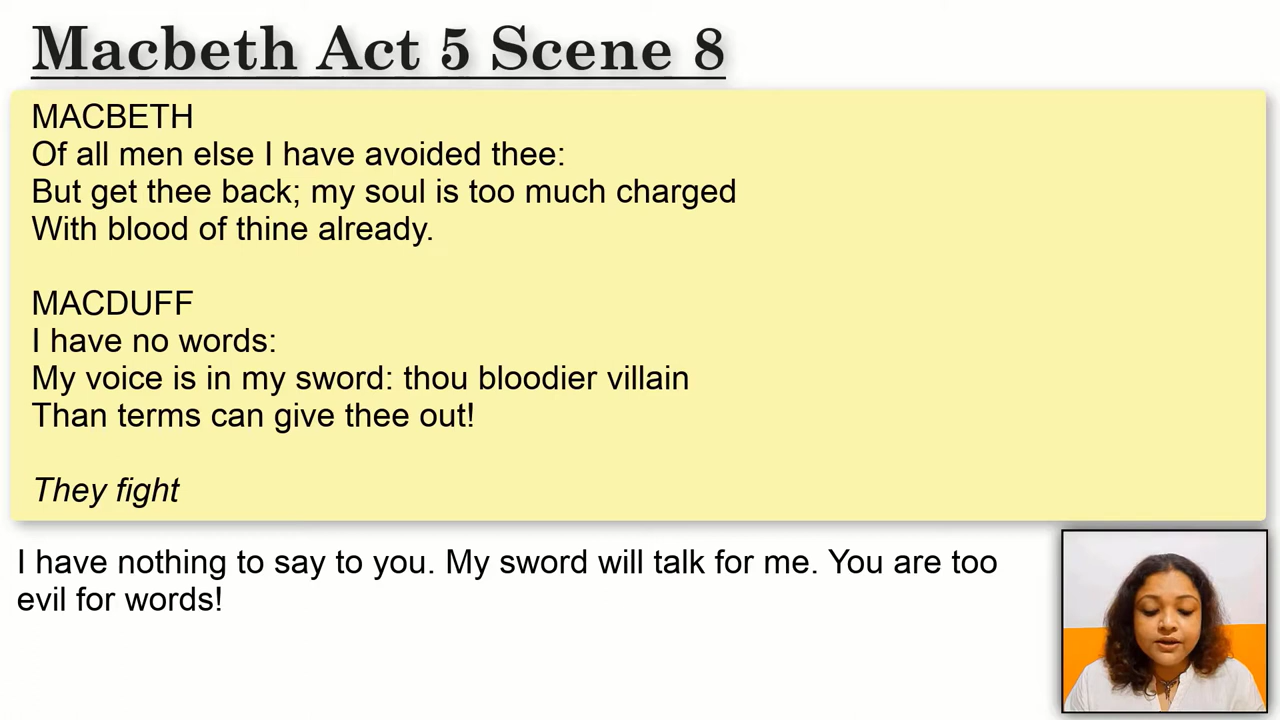 Macbeth Act 5 Scene 8
MACBETH
Of all men else I have avoided thee:
But get thee back; my soul is too much charged
With blood of thine already.
MACDUFF
I have no words:
My voice is in my sword: thou bloodier villain
Than terms can give thee out!
They fight
I have nothing to say to you. My sword will talk for me. You are too
evil for words!